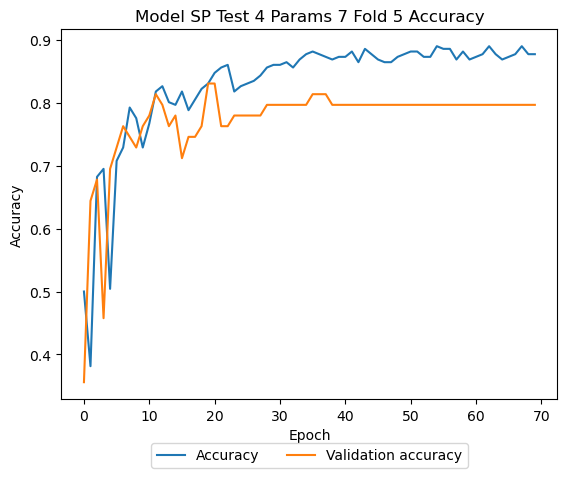 Model SP Test 4 Params 7 Fold 5 Accuracy
0.9
0.8
0.7
0.6
0.5
0.4
Accuracy
0 10 20 30 40 50 60 70
Epoch
Accuracy Validation accuracy